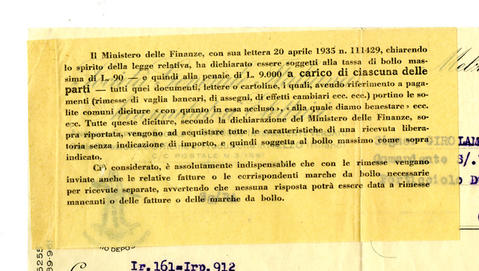 Il Ministero delle Finanze, con sua lettera 20 aprile 1935 n. 111429, chiarendo
lo spirito della legge relativa, ha dichiarato essere soggetti alla tassa di bollo mas-
sima di L. 90 — e quindi alla penale di L. 9.000 a carico di ciascuna delle
parti — tutti quei documenti, lettere o cartoline, i quali, avendo riferimento a paga-
menti (rimesse di vaglia bancari, di assegni, di effetti cambiari ecc. ecc.) portino le so-
lite comuni diciture « con quanto in essa accluso », « alla quale diamo benestare » ecc.
ecc. Tutte queste diciture, secondo la dichiarazione del Ministero delle Finanze, so-
pra riportata, vengono ad acquistare tutte le caratteristiche di una ricevuta libera-
toria senza indicazione di importo, e quindi soggetta al bollo massimo come sopra
indicato.
Ciò considerato, è assolutamente indispensabile che con le rimesse vengano
inviate anche le relative fatture o le corrispondenti marche da bollo necessarie
per ricevute separate, avvertendo che nessuna risposta potrà essere data a rimesse
mancanti o delle fatture o delle marche da bollo.
C/C POSTALE N.
Ir. 161=Irp. 912